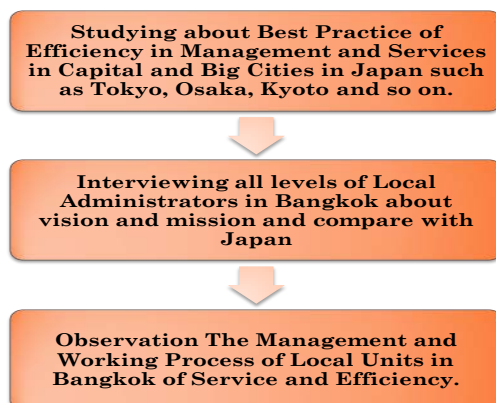 Studying about Best Practice of
Efficiency in Management and Services
in Capital and Big Cities in Japan such
as Tokyo, Osaka, Kyoto and so on.
Interviewing all levels of Local
Administrators in Bangkok about
vision and mission and compare with
Japan
Observation The Management and
Working Process of Local Units in
Bangkok of Service and Efficiency.